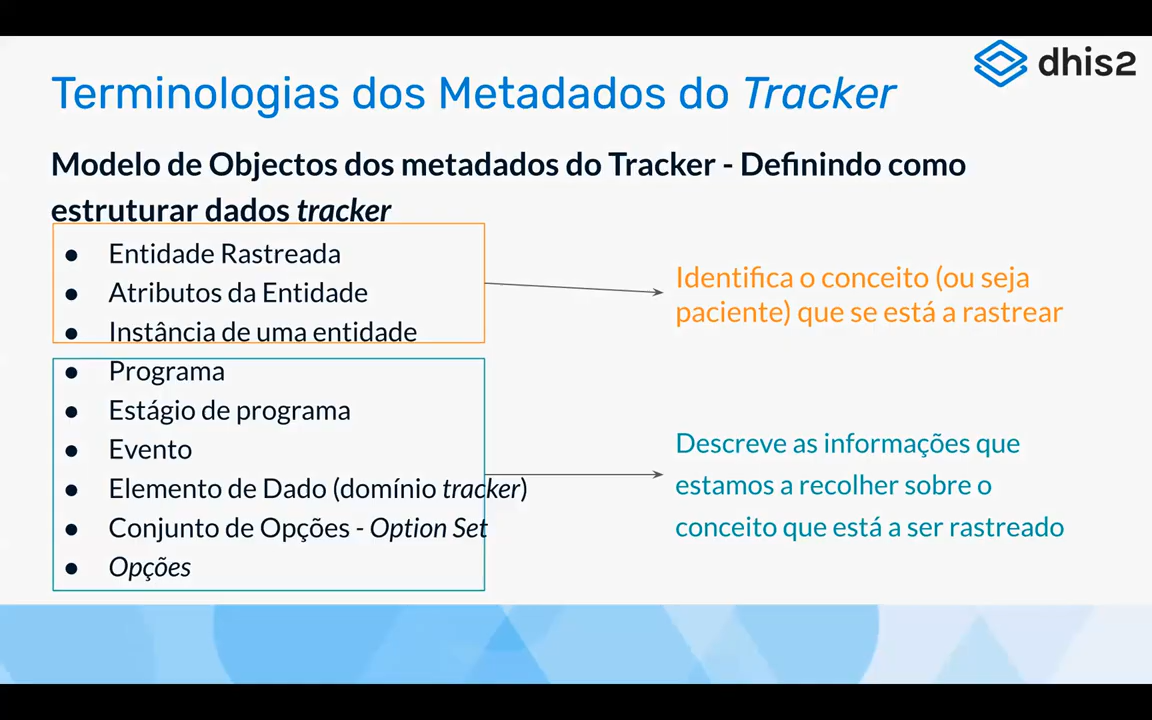 dhis2
Terminologias dos Metadados do Tracker
Modelo de Objectos dos metadados do Tracker - Definindo como
estruturar dados tracker
● Entidade Rastreada
● Atributos da Entidade
● Instância de uma entidade
Identifica o conceito (ou seja
paciente) que se está a rastrear
● Programa
● Estágio de programa
● Evento
● Elemento de Dado (domínio tracker)
● Conjunto de Opções - Option Set
● Opções
Descreve as informações que
estamos a recolher sobre o
conceito que está a ser rastreado